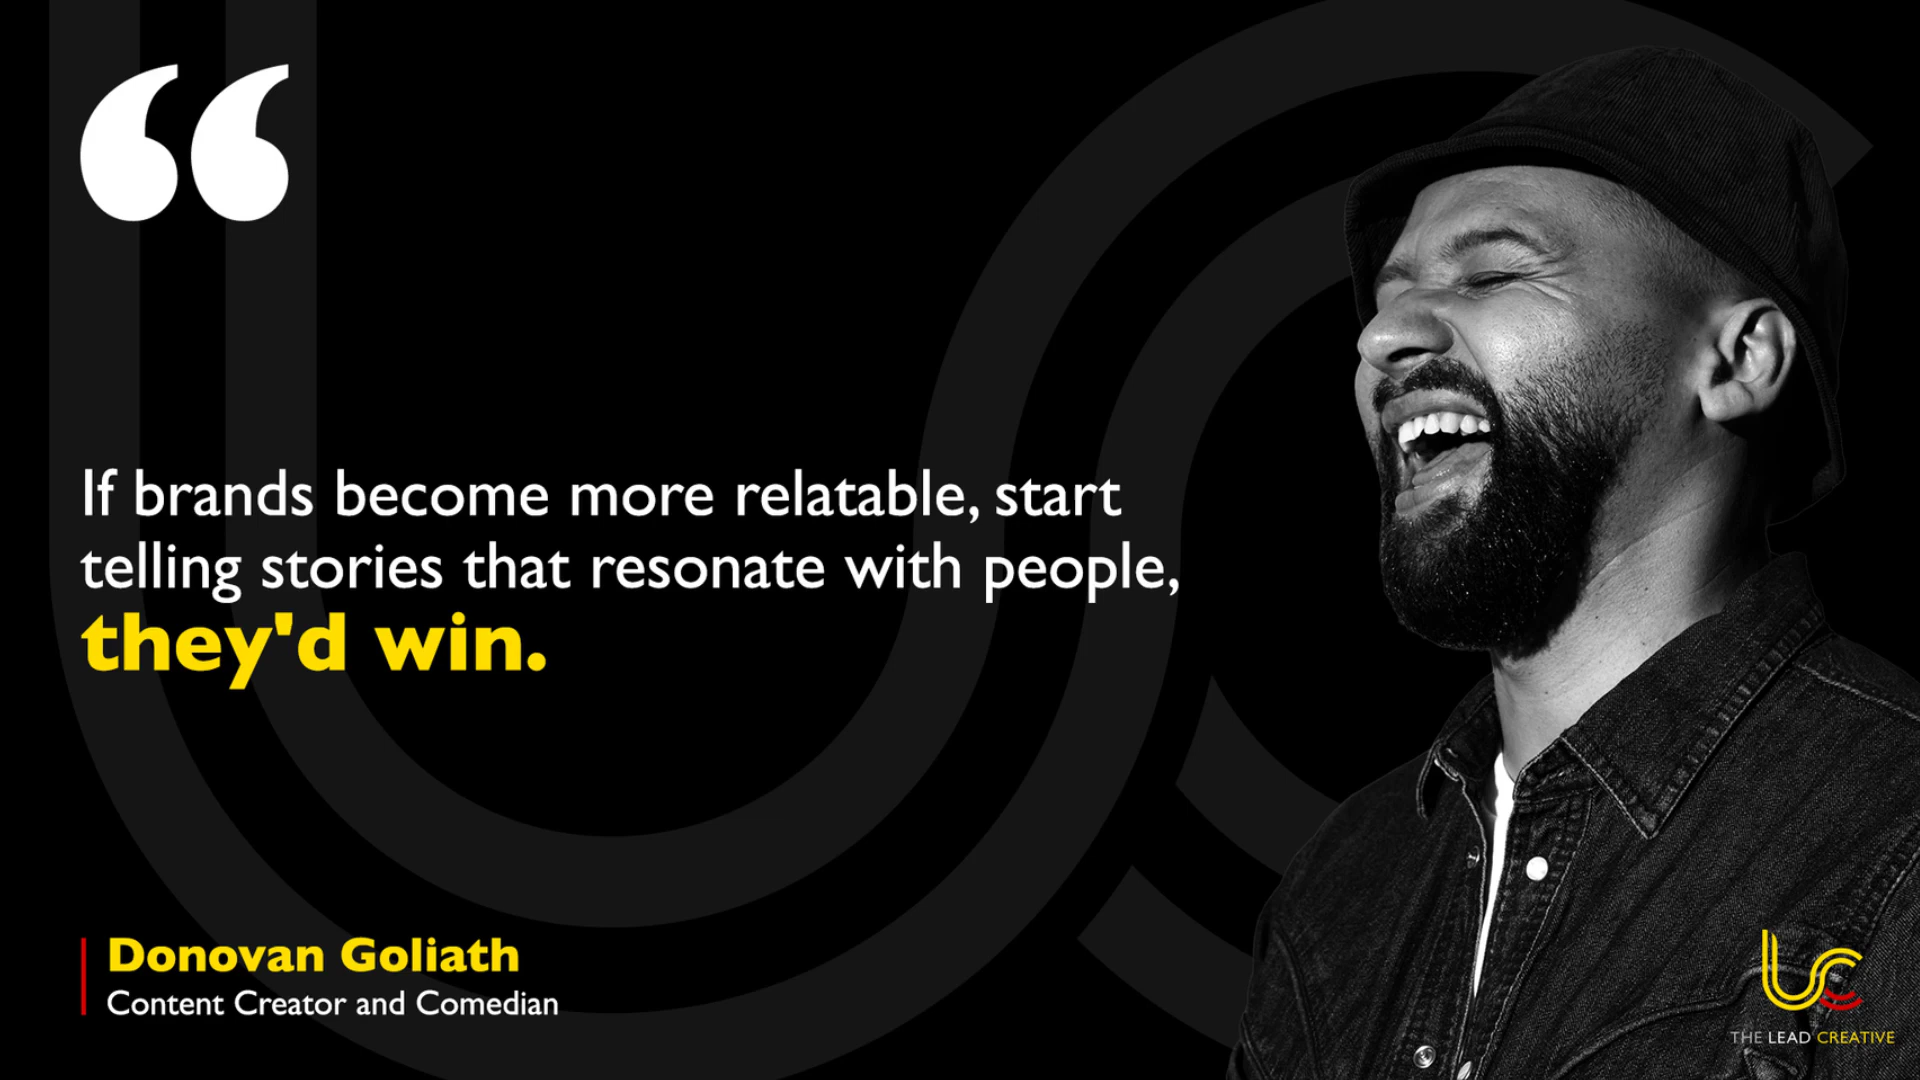 “
If brands become more relatable, start
telling stories that resonate with people,
they'd win.
Donovan Goliath
Content Creator and Comedian
THE LEAD CREATIVE